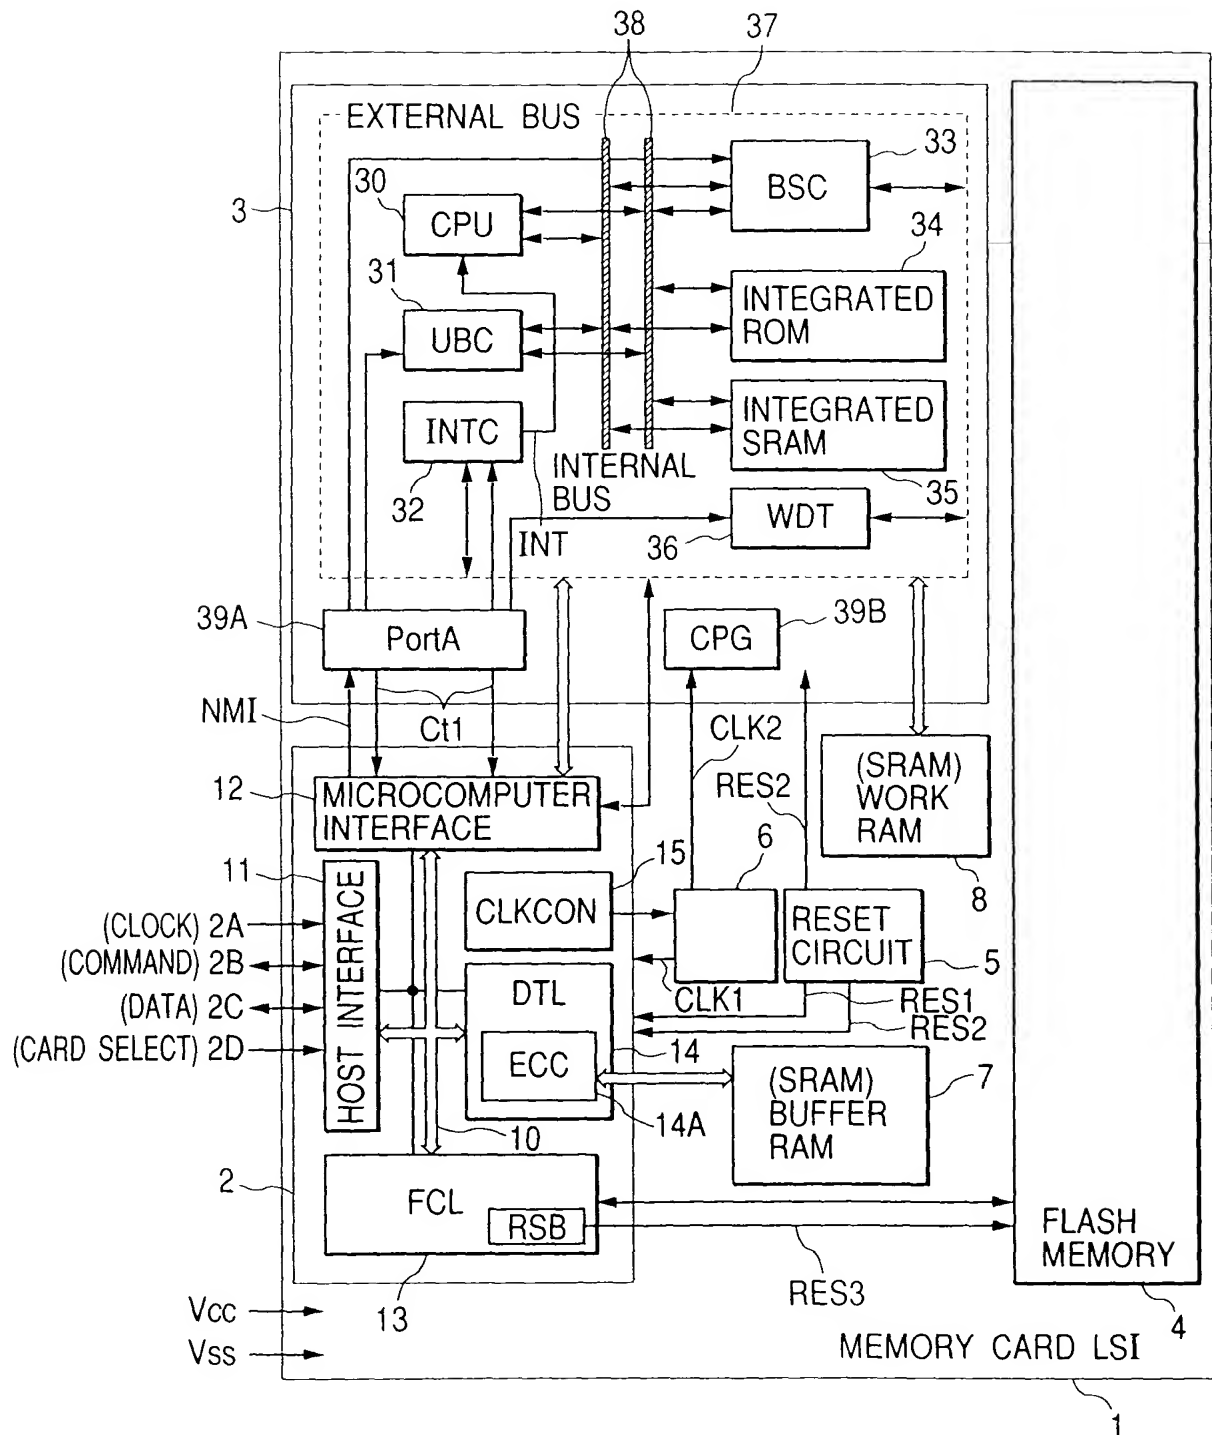 38
37
EXTERNAL BUS
33
BSC
30
3
CPU
34
31
INTEGRATED
ROM
UBC
INTEGRATED
SRAM
INTC
INTERNAL
BUS
35
32
WDT
INT
36
39A
PortA
39B
CPG
NMI
Ct1
CLK2
(SRAM)
WORK
RAM
RES2
12
MICROCOMPUTER
INTERFACE
6
15
11
8
CLKCON
RESET
CIRCUIT
(CLOCK) 2A
(COMMAND) 2B
(DATA) 2C
(CARD SELECT) 2D
HOST INTERFACE
5
DTL
CLK1
RES1
RES2
14
ECC
7
(SRAM)
BUFFER
RAM
14A
10
2
FCL
RSB
FLASH
MEMORY
RES3
Vcc
13
4
Vss
MEMORY CARD LSI
1